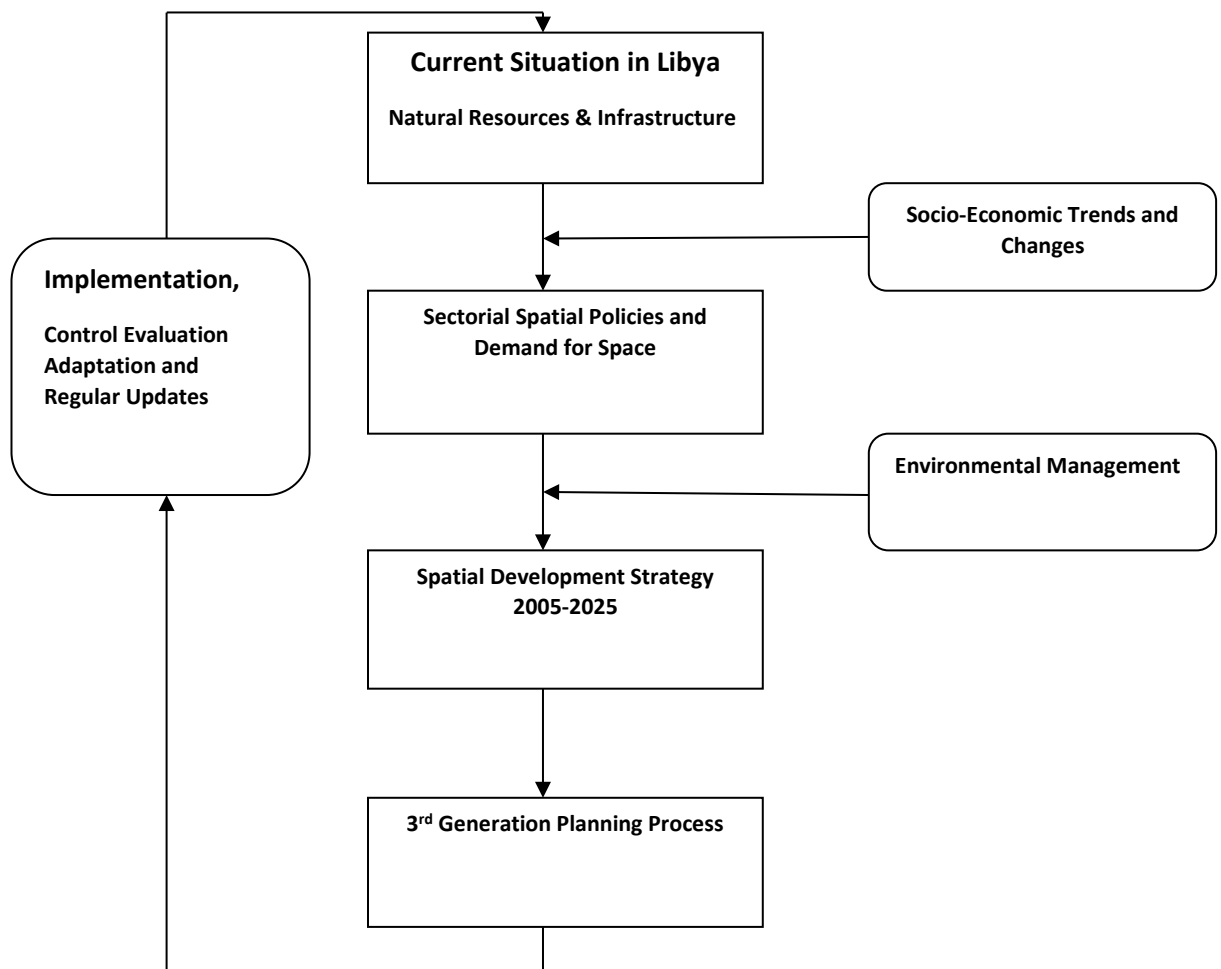 Current Situation in Libya
Natural Resources & Infrastructure
Socio-Economic Trends and
Changes
Implementation,
Control Evaluation
Adaptation and
Regular Updates
Sectorial Spatial Policies and
Demand for Space
Environmental Management
Spatial Development Strategy
2005-2025
3rd Generation Planning Process